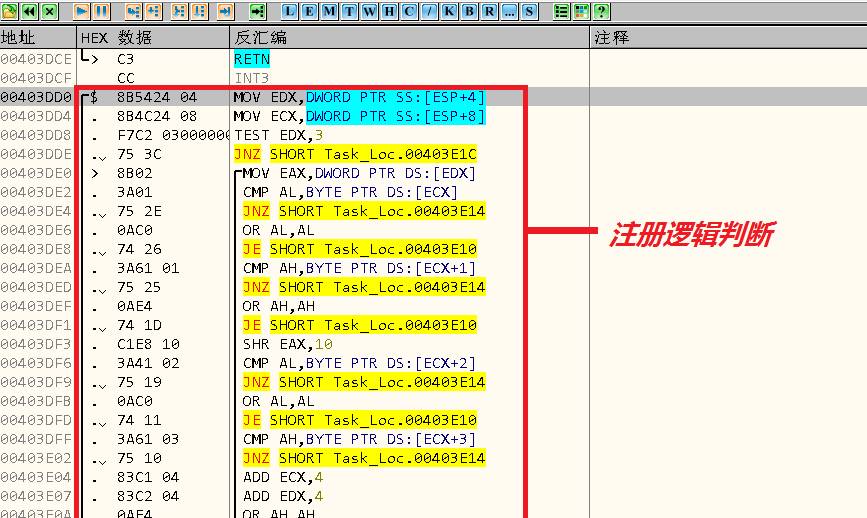 L E M T W H C / K B R ... S ?
地址 HEX 数据 反汇编 注释
00403DCE C3 RETN
00403DCF CC INT3
00403DD0 $ 8B5424 04 MOV EDX,DWORD PTR SS:[ESP+4]
00403DD4 . 8B4C24 08 MOV ECX,DWORD PTR SS:[ESP+8]
00403DD8 . F7C2 03000000 TEST EDX,3
00403DDE . 75 3C JNZ SHORT Task_Loc.00403E1C
00403DE0 > 8B02 MOV EAX,DWORD PTR DS:[EDX]
00403DE2 . 3A01 CMP AL,BYTE PTR DS:[ECX]
00403DE4 . 75 2E JNZ SHORT Task_Loc.00403E14
00403DE6 . 0AC0 OR AL,AL
00403DE8 . 74 26 JE SHORT Task_Loc.00403E10
00403DEA . 3A61 01 CMP AH,BYTE PTR DS:[ECX+1]
00403DED . 75 25 JNZ SHORT Task_Loc.00403E14
00403DEF . 0AE4 OR AH,AH
00403DF1 . 74 1D JE SHORT Task_Loc.00403E10
00403DF3 . C1E8 10 SHR EAX,10
00403DF6 . 3A41 02 CMP AL,BYTE PTR DS:[ECX+2]
00403DF9 . 75 19 JNZ SHORT Task_Loc.00403E14
00403DFB . 0AC0 OR AL,AL
00403DFD . 74 11 JE SHORT Task_Loc.00403E10
00403DFF . 3A61 03 CMP AH,BYTE PTR DS:[ECX+3]
00403E02 . 75 10 JNZ SHORT Task_Loc.00403E14
00403E04 . 83C1 04 ADD ECX,4
00403E07 . 83C2 04 ADD EDX,4
00403E0A . 0AE4 OR AH,AH
注册逻辑判断